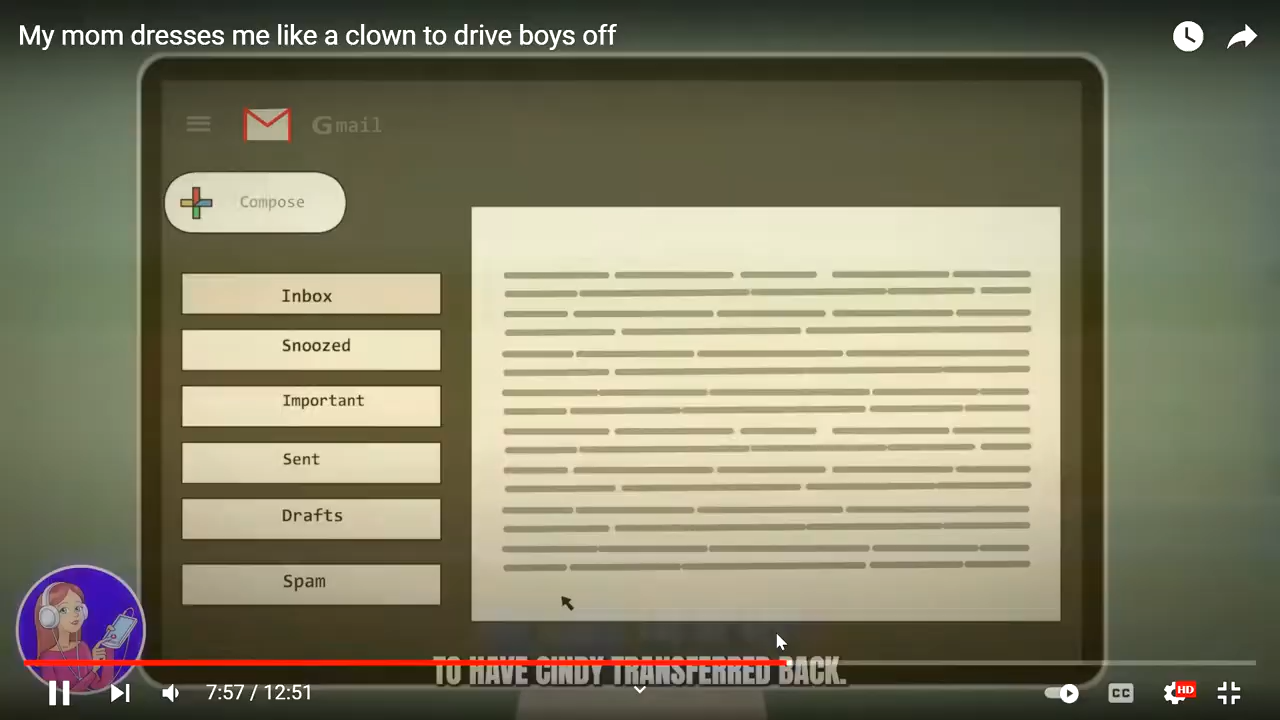 My mom dresses me like a clown to drive boys off
Gmail
Compose
Inbox
Snoozed
Important
Sent
Drafts
Spam
TO HAVE CINDY TRANSFERRED BACK.
7:57 / 12:51
CC
HD